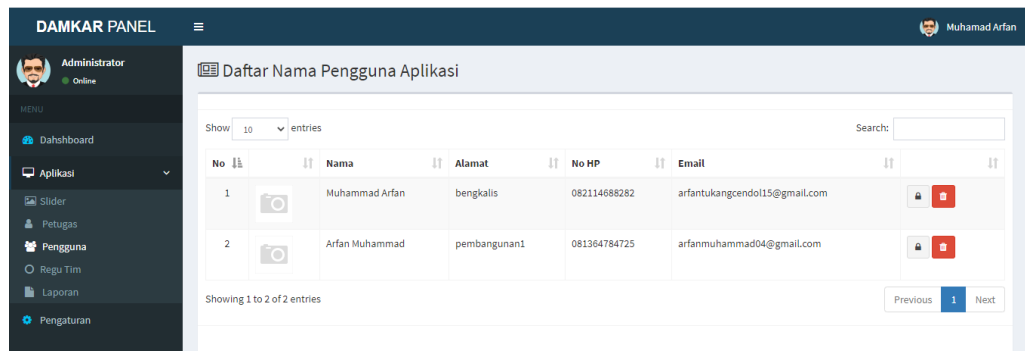 DAMKAR PANEL
Muhamad Arfan
Administrator
Online
MENU
Dahshboard
Aplikasi
Slider
Petugas
Pengguna
Regu Tim
Laporan
Pengaturan
Daftar Nama Pengguna Aplikasi
Show 10 entries Search:
No Nama Alamat No HP Email
1 Muhammad Arfan bengkalis 082114688282 arfantukangcendol15@gmail.com
2 Arfan Muhammad pembangunan1 081364784725 arfanmuhammad04@gmail.com
Showing 1 to 2 of 2 entries Previous 1 Next